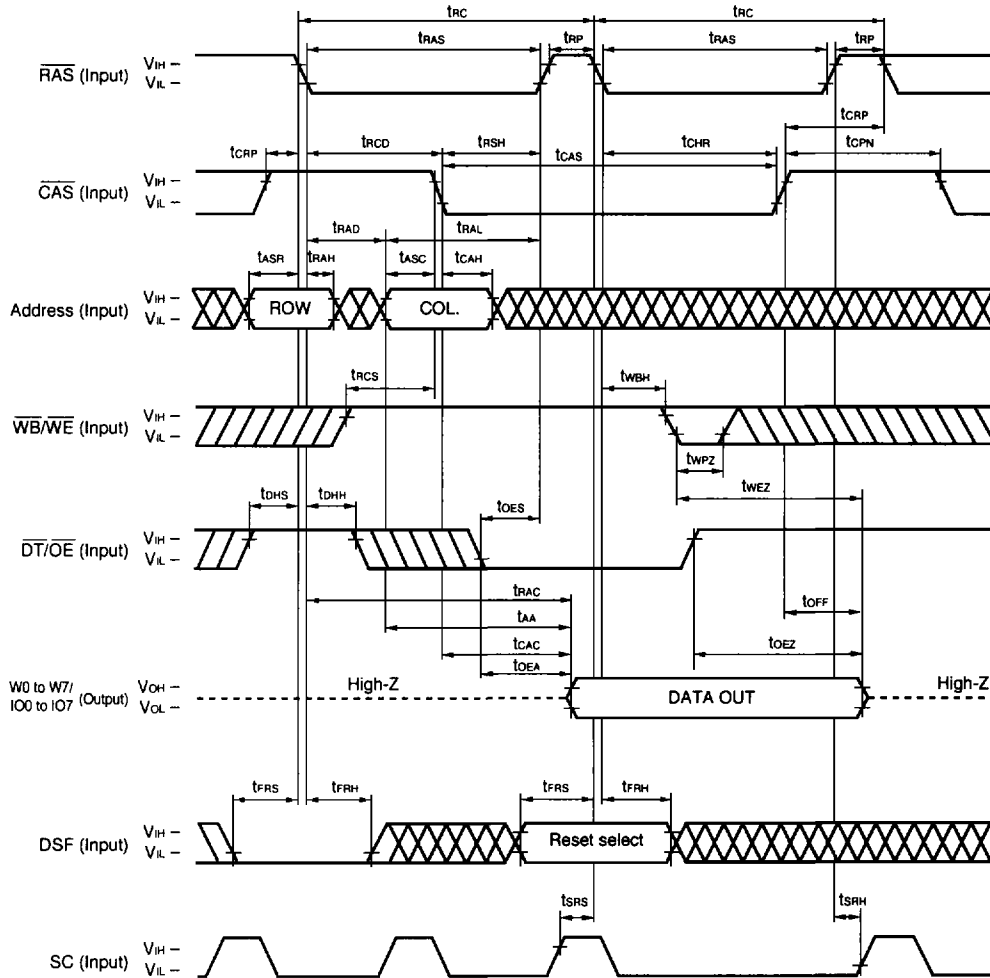 tRC tRC
tRAS tRP tRAS tRP
RAS (Input) VIH VIL
tCRP
tCRP tRCD tRSH tCAS tCHR tCPN
CAS (Input) VIH VIL
tRAD tRAL
tASR tRAH tASC tCAH
Address (Input) VIH VIL ROW COL.
tRCS tWBH
WB/WE (Input) VIH VIL
tWPZ
tWEZ
tDHS tDHH tOES
DT/OE (Input) VIH VIL
tRAC tOFF
tAA
tCAC tOEZ
tOEA
W0 to W7/
IO0 to IO7 (Output) VOH VOL High-Z DATA OUT High-Z
tFRS tFRH tFRS tFRH
DSF (Input) VIH VIL Reset select
tSRS tSRH
SC (Input) VIH VIL